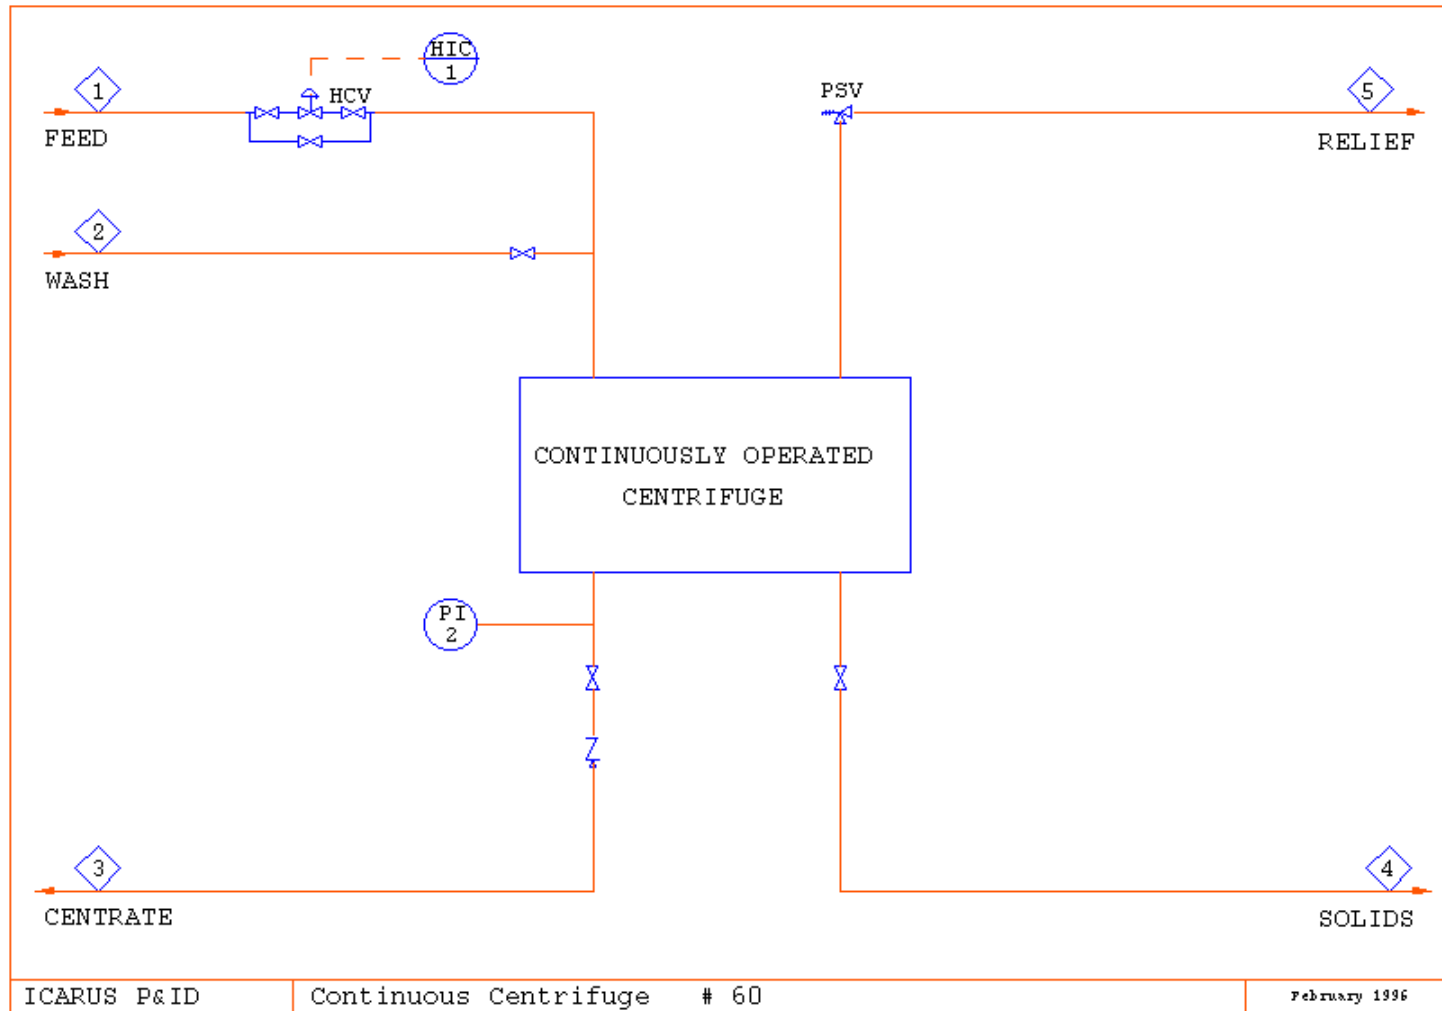 HIC
1
1
HCV
FEED
PSV
5
RELIEF
2
WASH
CONTINUOUSLY OPERATED
CENTRIFUGE
PI
2
3
CENTRATE
4
SOLIDS
ICARUS P&ID
Continuous Centrifuge # 60
February 1996